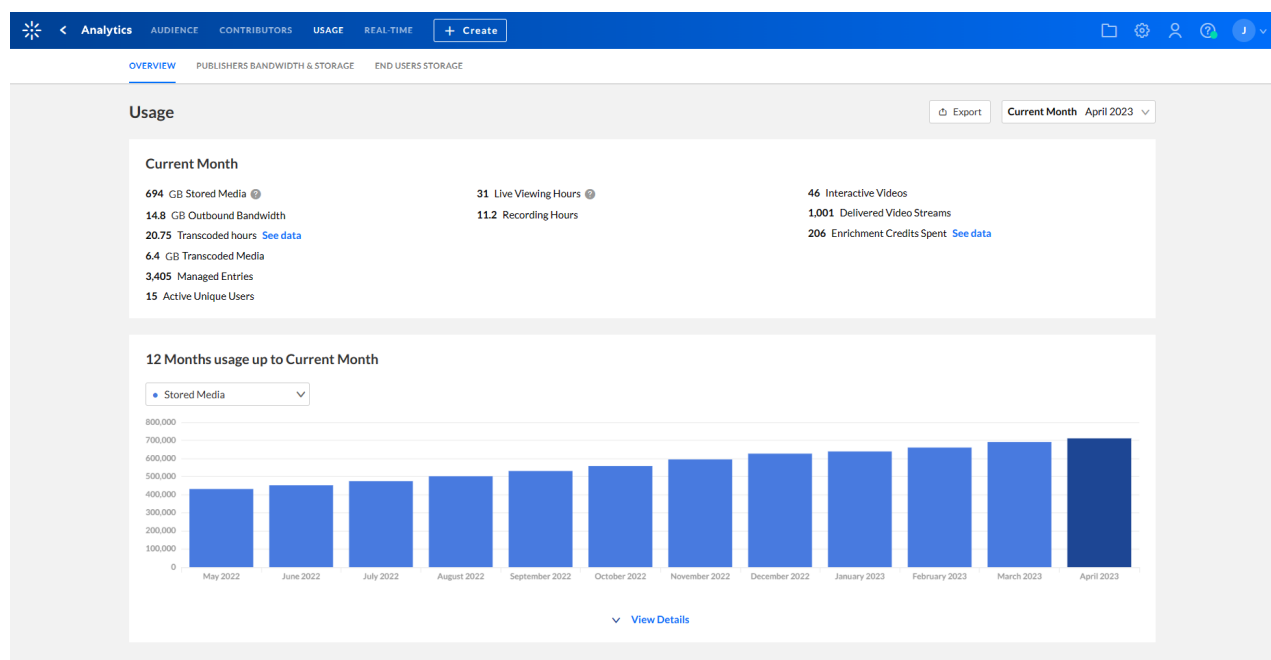 Analytics AUDIENCE CONTRIBUTORS USAGE REAL-TIME + Create J
OVERVIEW PUBLISHERS BANDWIDTH & STORAGE END USERS STORAGE
Usage Export Current Month April 2023
Current Month
694 GB Stored Media ? 31 Live Viewing Hours ? 46 Interactive Videos
14.8 GB Outbound Bandwidth 11.2 Recording Hours 1,001 Delivered Video Streams
20.75 Transcoded hours See data 206 Enrichment Credits Spent See data
6.4 GB Transcoded Media
3,405 Managed Entries
15 Active Unique Users
12 Months usage up to Current Month
Stored Media
800,000
700,000
600,000
500,000
400,000
300,000
200,000
100,000
0
May 2022 June 2022 July 2022 August 2022 September 2022 October 2022 November 2022 December 2022 January 2023 February 2023 March 2023 April 2023
View Details